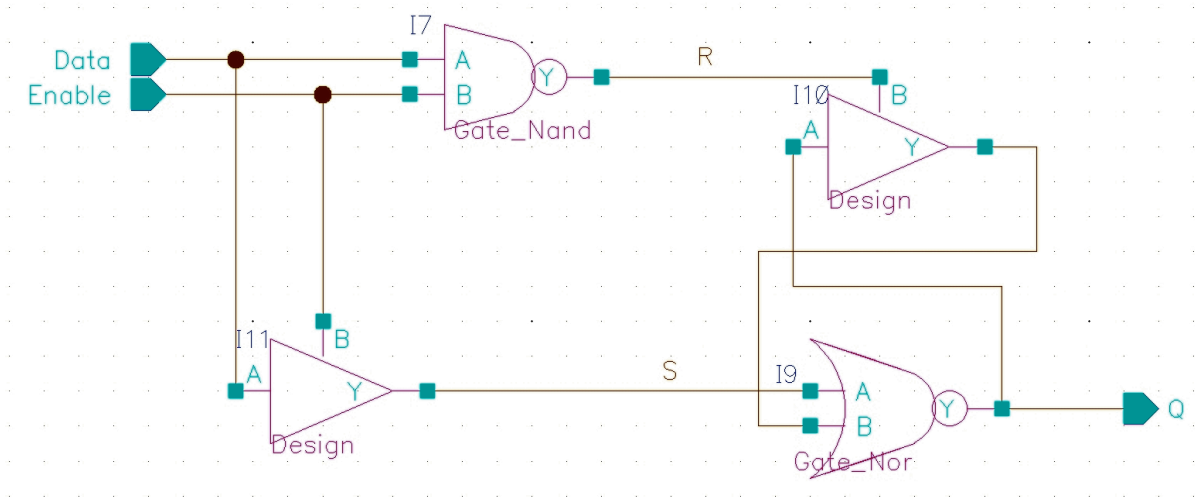 I7
Data
A
Y
R
Enable
B
I10
B
Gate_Nand
A
Y
Design
I11
B
A
Y
S
I9
A
Y
Q
B
Design
Gate_Nor